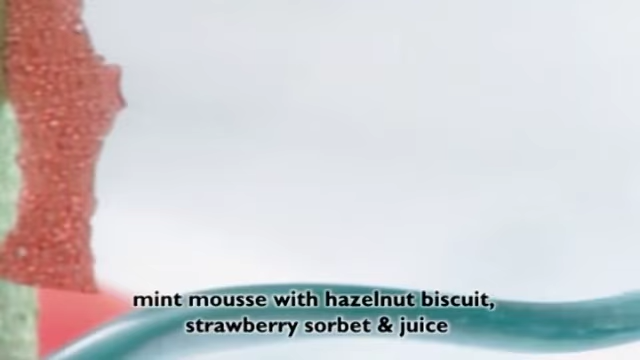 mint mousse with hazelnut biscuit,
strawberry sorbet & juice